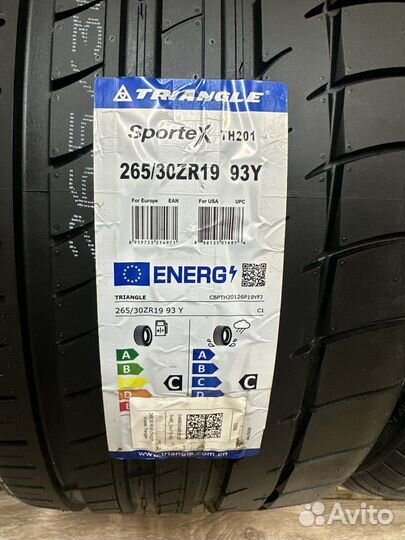 TRIANGLE
SporteX TH201
265/30ZR19 93Y
For Europe EAN For USA UPC
ENERG
TRIANGLE CBPTH20126P19YFJ
265/30ZR19 93 Y C1
A A
B B
C C C C
D D
www.triangle.com.cn
Avito